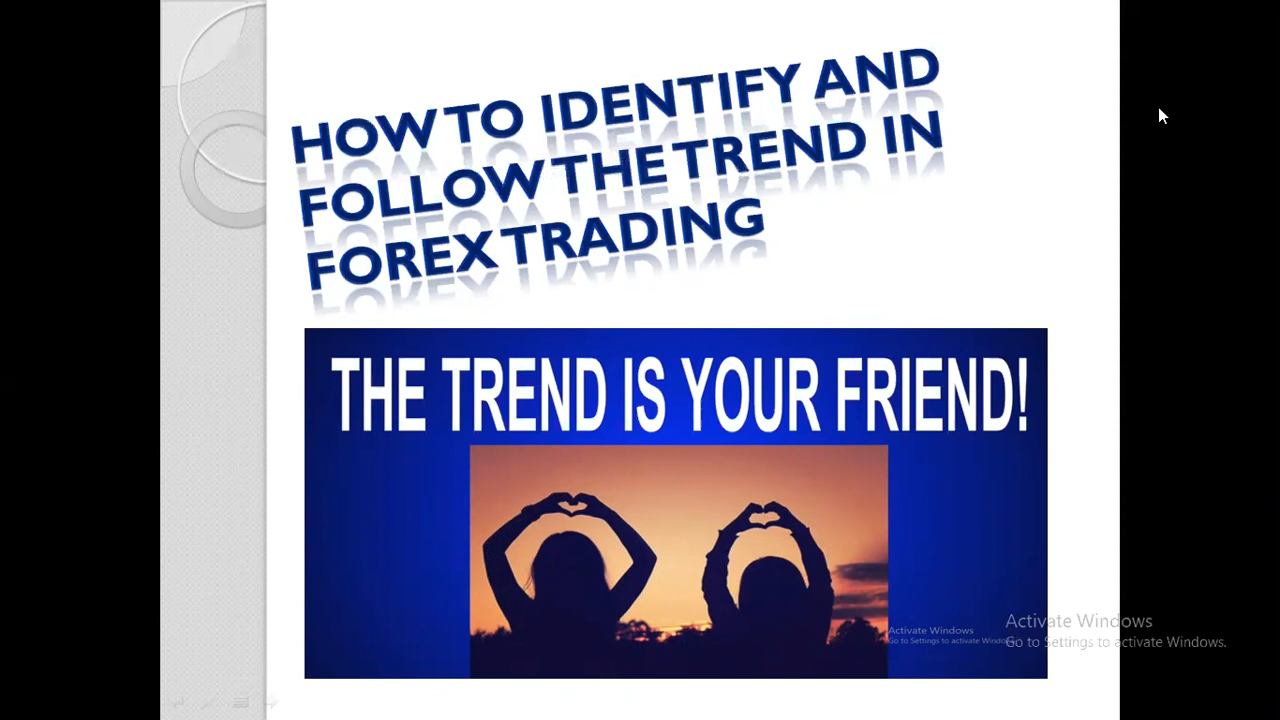 HOW TO IDENTIFY AND
FOLLOW THE TREND IN
FOREX TRADING
THE TREND IS YOUR FRIEND!
Activate Windows
Go to Settings to activate Windows.
Activate Windows
Go to Settings to activate Windows.